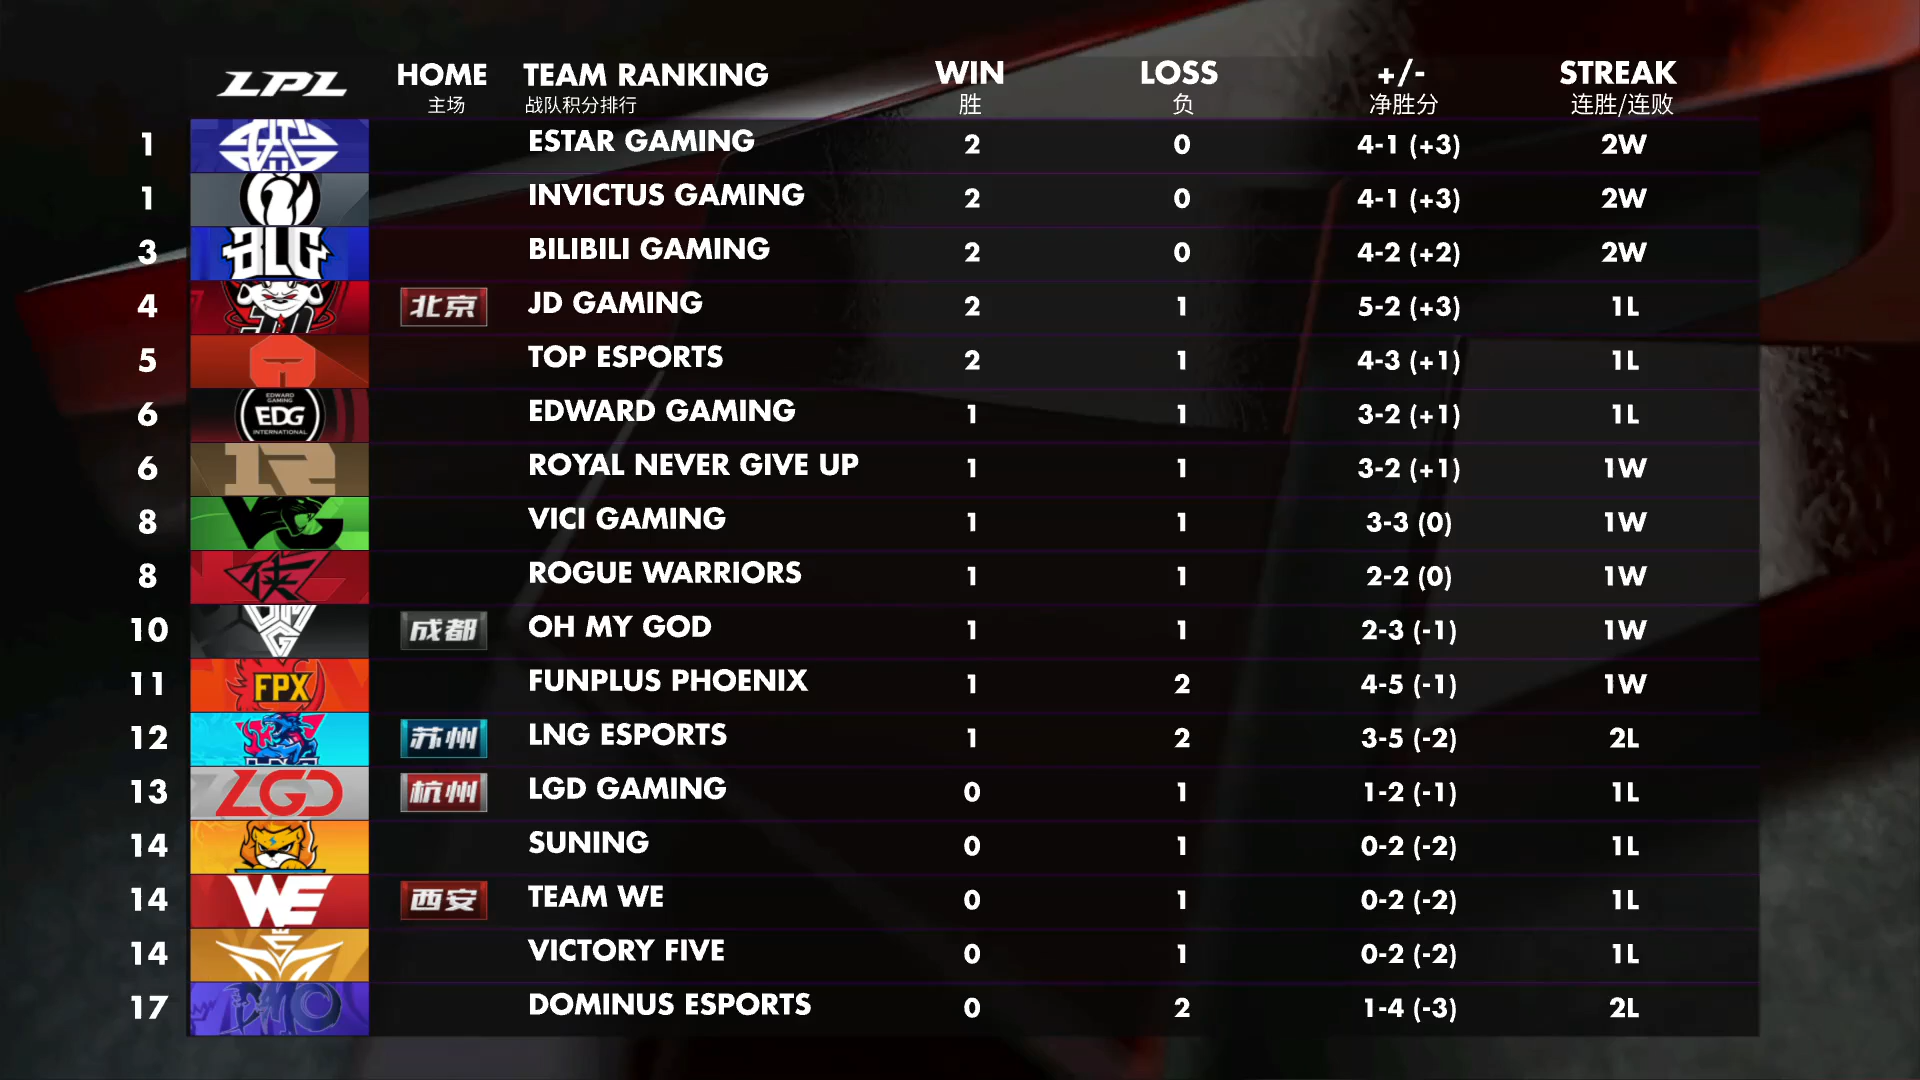 LPL HOME TEAM RANKING WIN LOSS +/- STREAK
主场 战队积分排行 胜 负 净胜分 连胜/连败
1 ESTAR GAMING 2 0 4-1 (+3) 2W
1 INVICTUS GAMING 2 0 4-1 (+3) 2W
3 BLG BILIBILI GAMING 2 0 4-2 (+2) 2W
4 北京 JD GAMING 2 1 5-2 (+3) 1L
5 TOP ESPORTS 2 1 4-3 (+1) 1L
6 EDWARD GAMING EDG INTERNATIONAL EDWARD GAMING 1 1 3-2 (+1) 1L
6 ROYAL NEVER GIVE UP 1 1 3-2 (+1) 1W
8 VG VICI GAMING 1 1 3-3 (0) 1W
8 侠 ROGUE WARRIORS 1 1 2-2 (0) 1W
10 OMG 成都 OH MY GOD 1 1 2-3 (-1) 1W
11 FPX FUNPLUS PHOENIX 1 2 4-5 (-1) 1W
12 苏州 LNG ESPORTS 1 2 3-5 (-2) 2L
13 LGD 杭州 LGD GAMING 0 1 1-2 (-1) 1L
14 SUNING 0 1 0-2 (-2) 1L
14 WE 西安 TEAM WE 0 1 0-2 (-2) 1L
14 VICTORY FIVE 0 1 0-2 (-2) 1L
17 DOMINUS ESPORTS 0 2 1-4 (-3) 2L